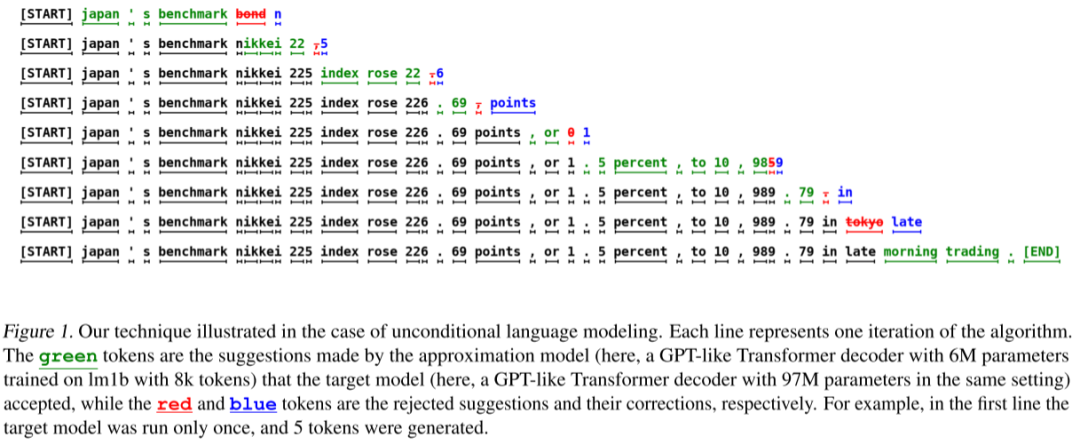 [START] japan ' s benchmark bond n
[START] japan ' s benchmark nikkei 22 75
[START] japan ' s benchmark nikkei 225 index rose 22 76
[START] japan ' s benchmark nikkei 225 index rose 226 . 69 7 points
[START] japan ' s benchmark nikkei 225 index rose 226 . 69 points , or 0 1
[START] japan ' s benchmark nikkei 225 index rose 226 . 69 points , or 1 . 5 percent , to 10 , 9859
[START] japan ' s benchmark nikkei 225 index rose 226 . 69 points , or 1 . 5 percent , to 10 , 989 . 79 7 in
[START] japan ' s benchmark nikkei 225 index rose 226 . 69 points , or 1 . 5 percent , to 10 , 989 . 79 in tokyo late
[START] japan ' s benchmark nikkei 225 index rose 226 . 69 points , or 1 . 5 percent , to 10 , 989 . 79 in late morning trading . [END]
Figure 1. Our technique illustrated in the case of unconditional language modeling. Each line represents one iteration of the algorithm.
The green tokens are the suggestions made by the approximation model (here, a GPT-like Transformer decoder with 6M parameters
trained on lm1b with 8k tokens) that the target model (here, a GPT-like Transformer decoder with 97M parameters in the same setting)
accepted, while the red and blue tokens are the rejected suggestions and their corrections, respectively. For example, in the first line the
target model was run only once, and 5 tokens were generated.